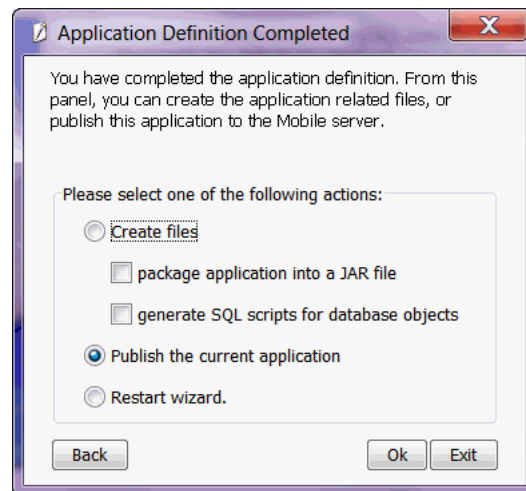 Application Definition Completed
X
You have completed the application definition. From this
panel, you can create the application related files, or
publish this application to the Mobile server.
Please select one of the following actions:
Create files
package application into a JAR file
generate SQL scripts for database objects
Publish the current application
Restart wizard.
Back Ok Exit